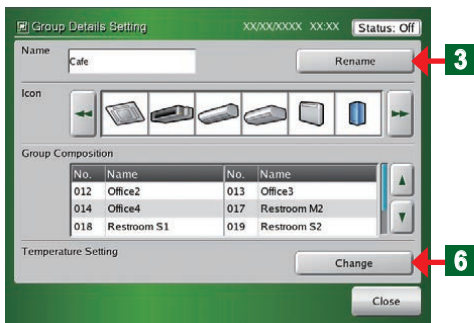 Group Details Setting XX/XX/XXXX XX:XX Status: Off
Name
Cafe Rename 3
Icon
Group Composition
No. Name No. Name
012 Office2 013 Office3
014 Office4 017 Restroom M2
018 Restroom S1 019 Restroom S2
Temperature Setting
Change 6
Close